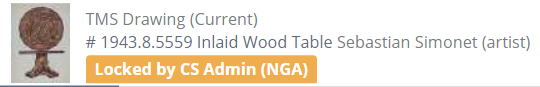 TMS Drawing (Current)
# 1943.8.5559 Inlaid Wood Table Sebastian Simonet (artist)
Locked by CS Admin (NGA)